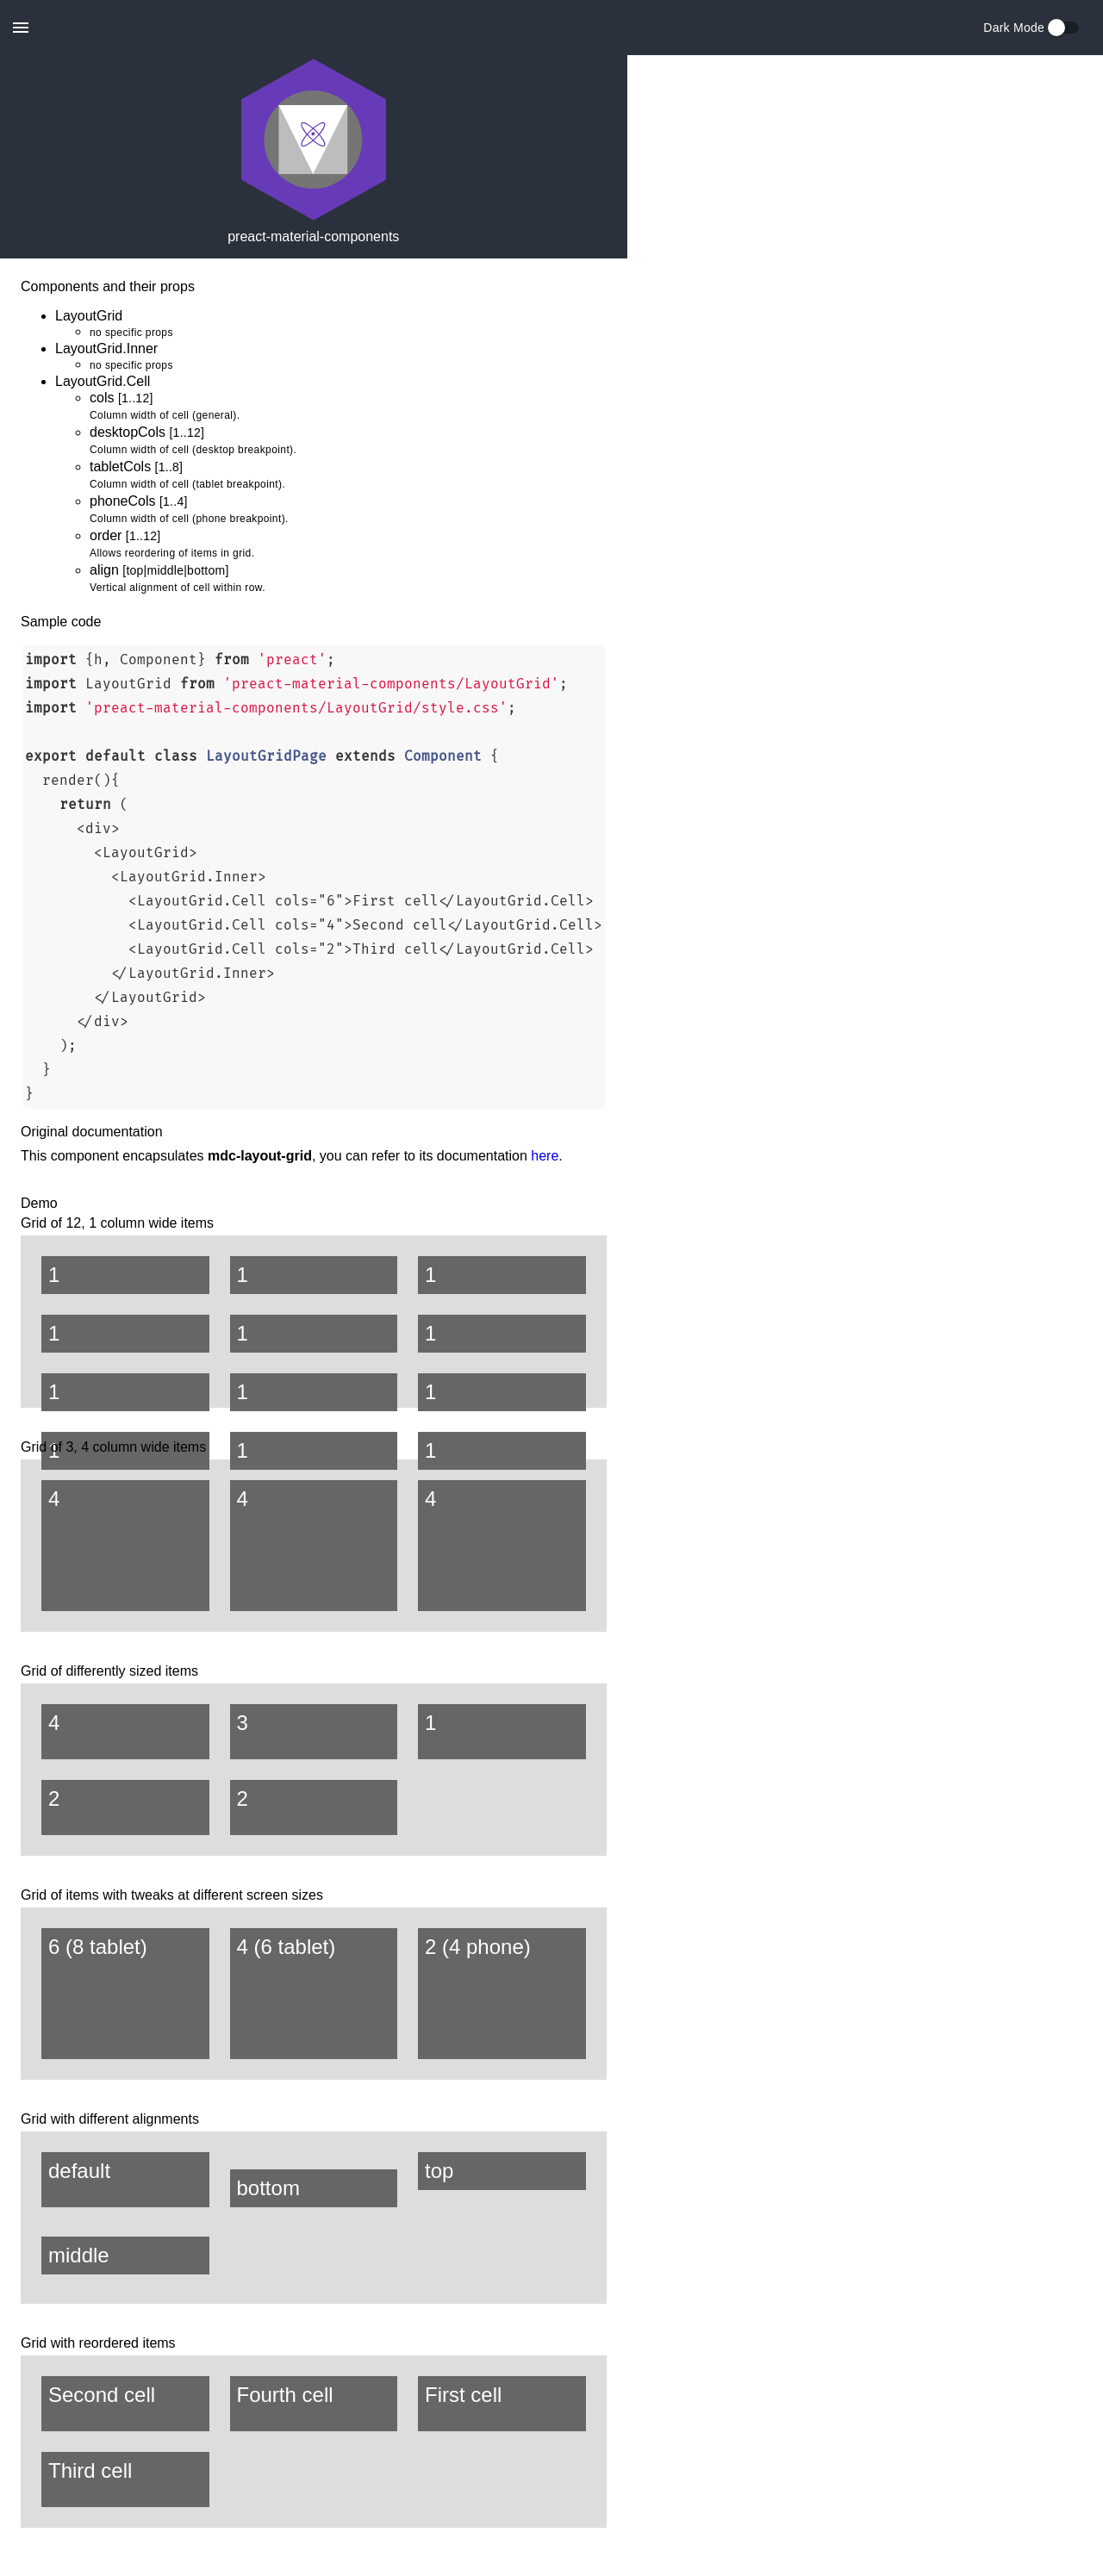 Dark Mode
preact-material-components
Components and their props
LayoutGrid
no specific props
LayoutGrid.Inner
no specific props
LayoutGrid.Cell
cols [1..12]
Column width of cell (general).
desktopCols [1..12]
Column width of cell (desktop breakpoint).
tabletCols [1..8]
Column width of cell (tablet breakpoint).
phoneCols [1..4]
Column width of cell (phone breakpoint).
order [1..12]
Allows reordering of items in grid.
align [top|middle|bottom]
Vertical alignment of cell within row.
Sample code
import {h, Component} from 'preact';
import LayoutGrid from 'preact-material-components/LayoutGrid';
import 'preact-material-components/LayoutGrid/style.css';
export default class LayoutGridPage extends Component {
render(){
return (
<div>
<LayoutGrid>
<LayoutGrid.Inner>
<LayoutGrid.Cell cols="6">First cell</LayoutGrid.Cell>
<LayoutGrid.Cell cols="4">Second cell</LayoutGrid.Cell>
<LayoutGrid.Cell cols="2">Third cell</LayoutGrid.Cell>
</LayoutGrid.Inner>
</LayoutGrid>
</div>
);
}
}
Original documentation
This component encapsulates mdc-layout-grid, you can refer to its documentation here.
Demo
Grid of 12, 1 column wide items
1 1 1
1 1 1
1 1 1
Grid of 3, 4 column wide items
1 1 1
4 4 4
Grid of differently sized items
4 3 1
2 2
Grid of items with tweaks at different screen sizes
6 (8 tablet) 4 (6 tablet) 2 (4 phone)
Grid with different alignments
default bottom top
middle
Grid with reordered items
Second cell Fourth cell First cell
Third cell